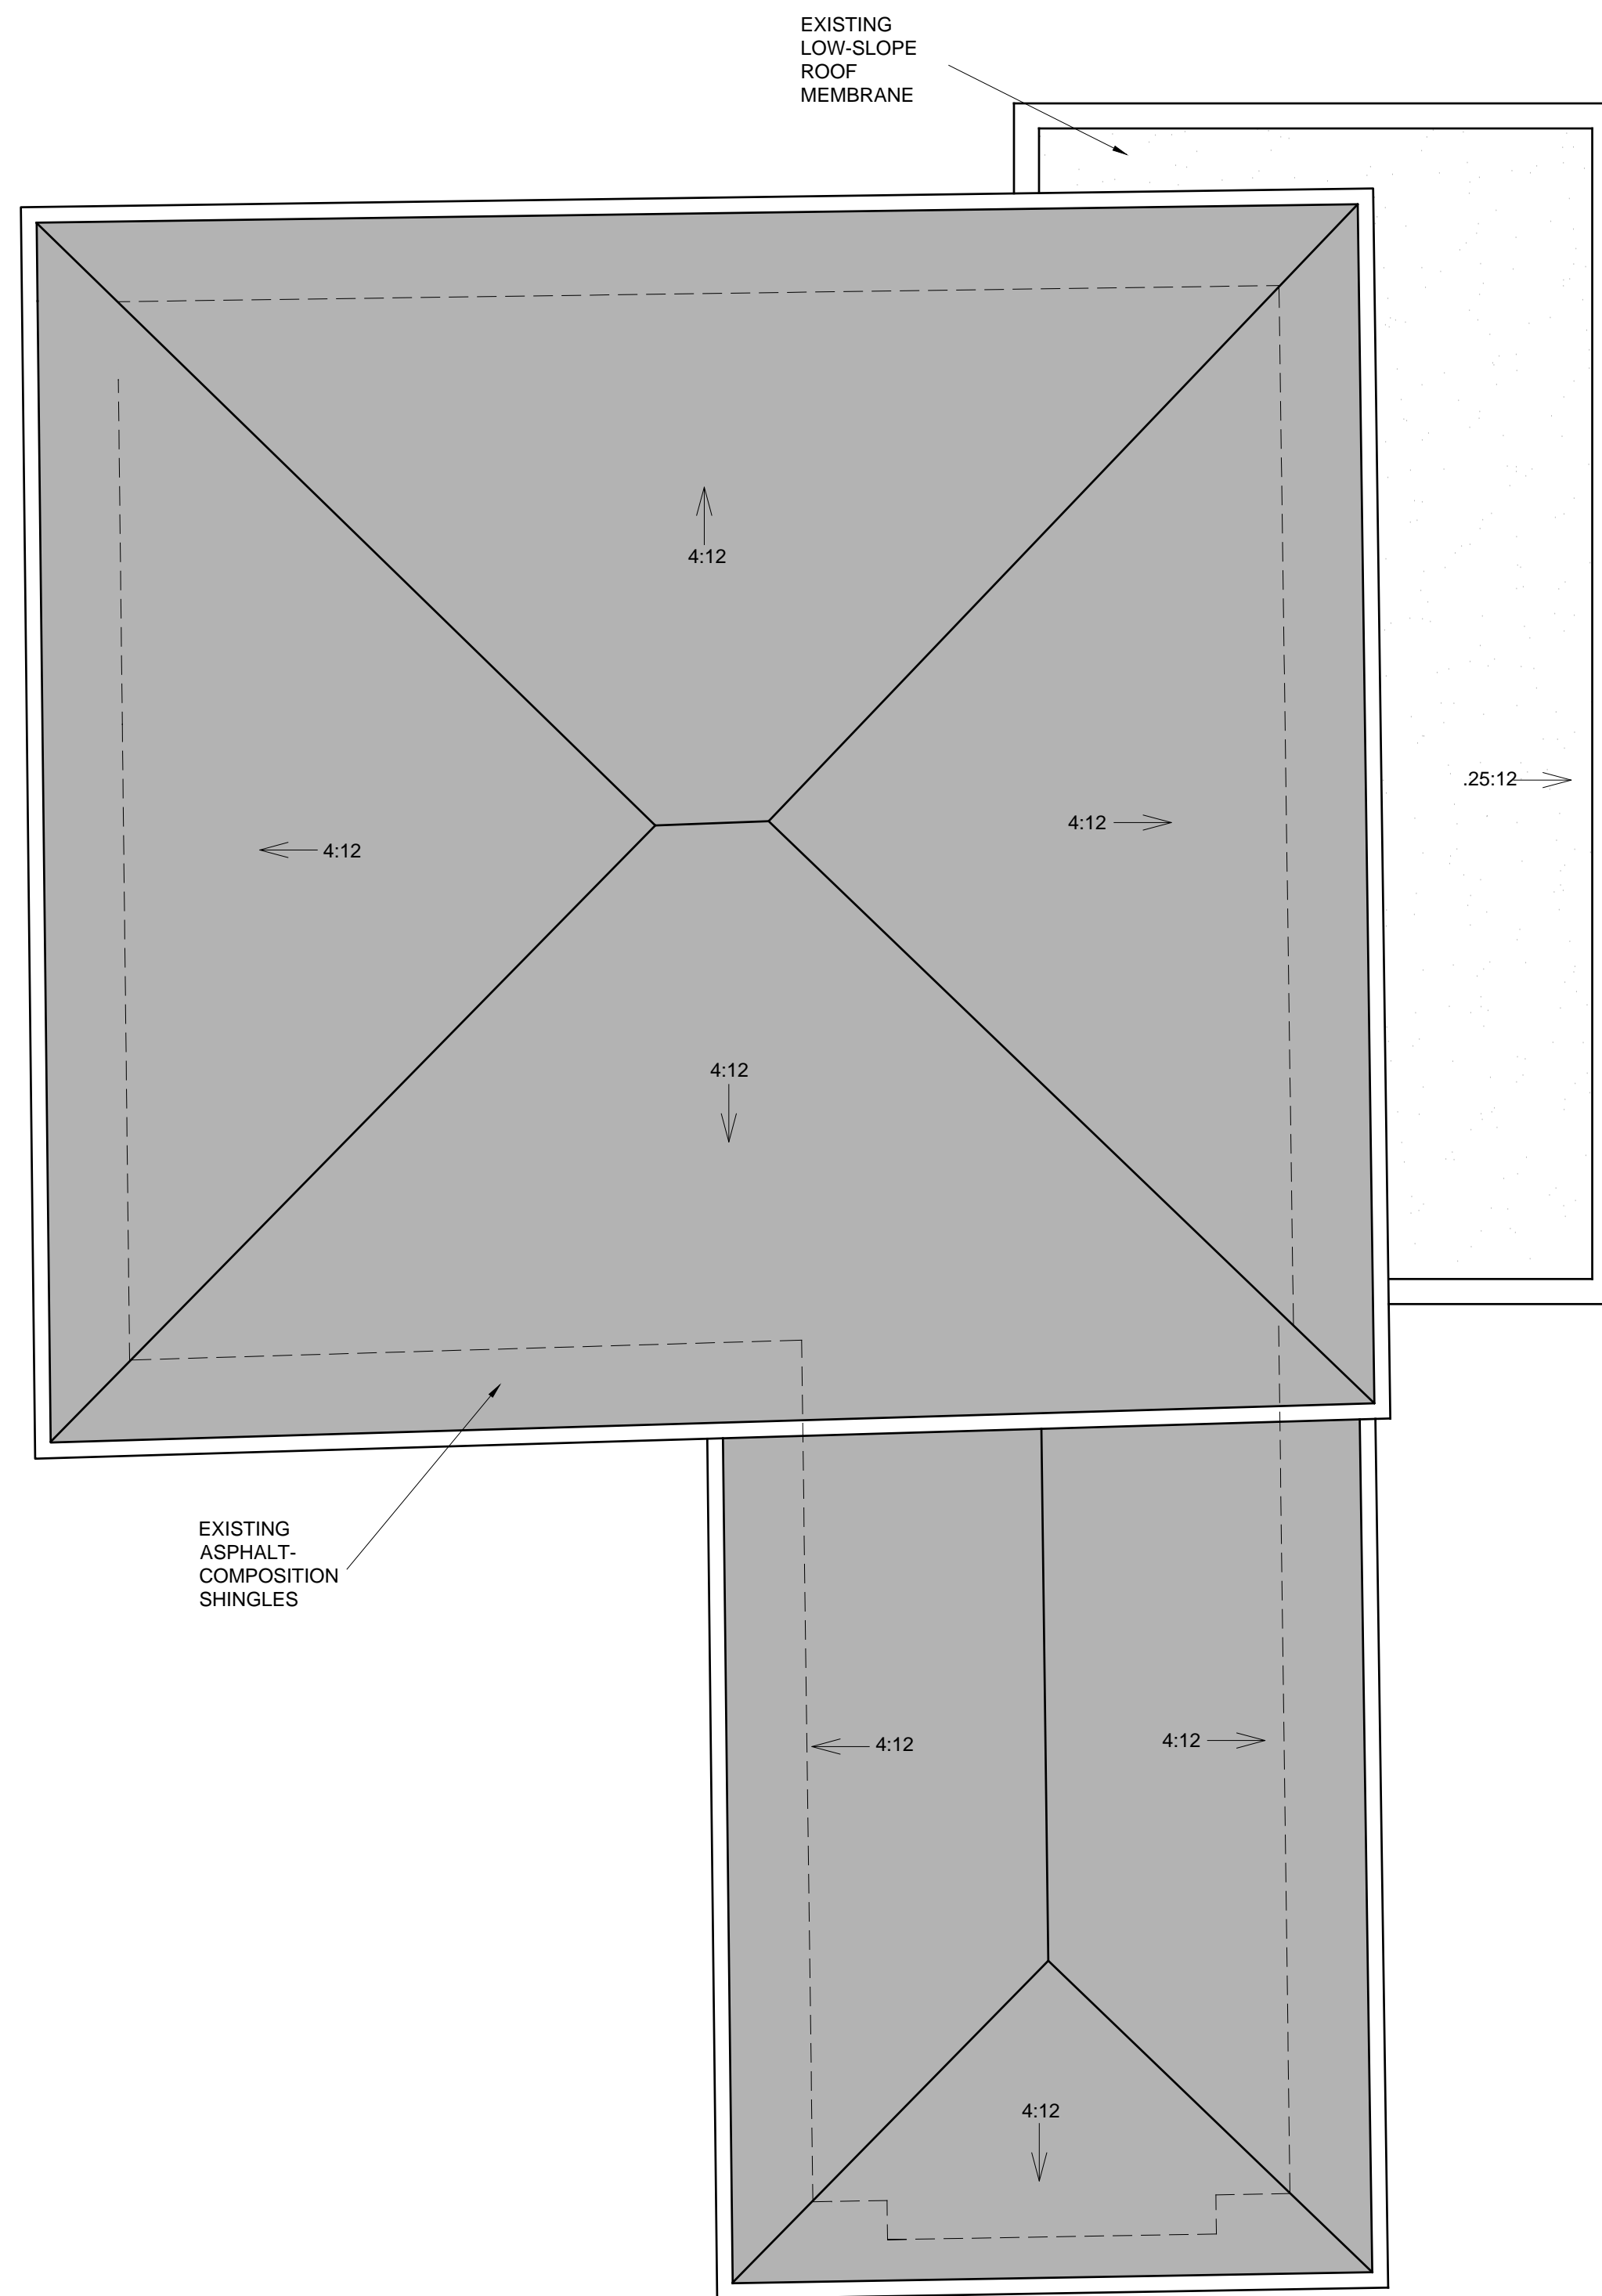 EXISTING
LOW-SLOPE
ROOF
MEMBRANE
4:12
.25:12
4:12
4:12
4:12
EXISTING
ASPHALT-
COMPOSITION
SHINGLES
4:12
4:12
4:12